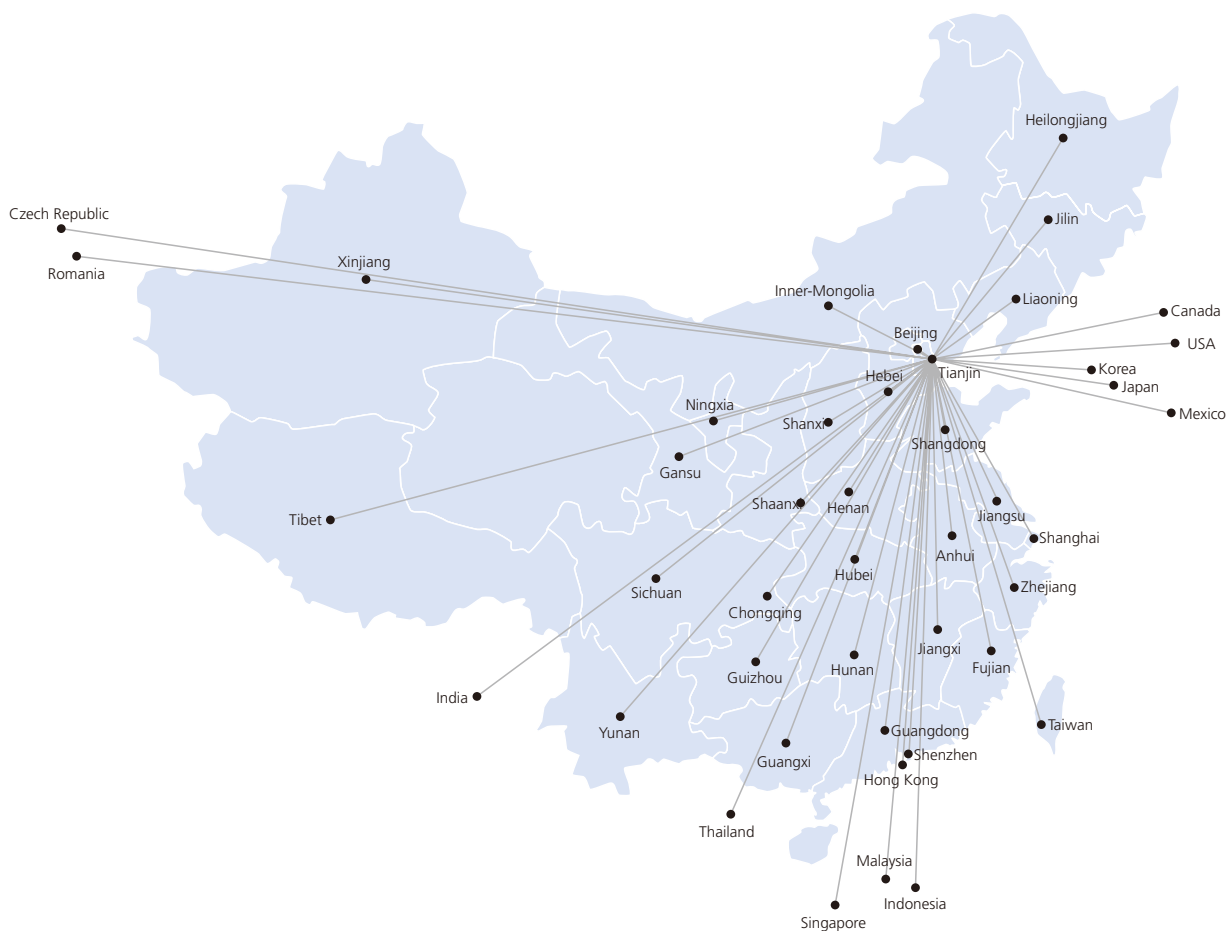 Heilongjiang
Czech Republic
Jilin
Romania
Xinjiang
Inner-Mongolia
Liaoning
Canada
Beijing
USA
Korea
Tianjin
Hebei
Japan
Ningxia
Mexico
Shanxi
Shangdong
Gansu
Shaanxi
Henan
Jiangsu
Tibet
Shanghai
Anhui
Hubei
Zhejiang
Sichuan
Chongqing
Jiangxi
Fujian
Hunan
Guizhou
India
Yunan
Taiwan
Guangdong
Shenzhen
Guangxi
Hong Kong
Thailand
Malaysia
Indonesia
Singapore